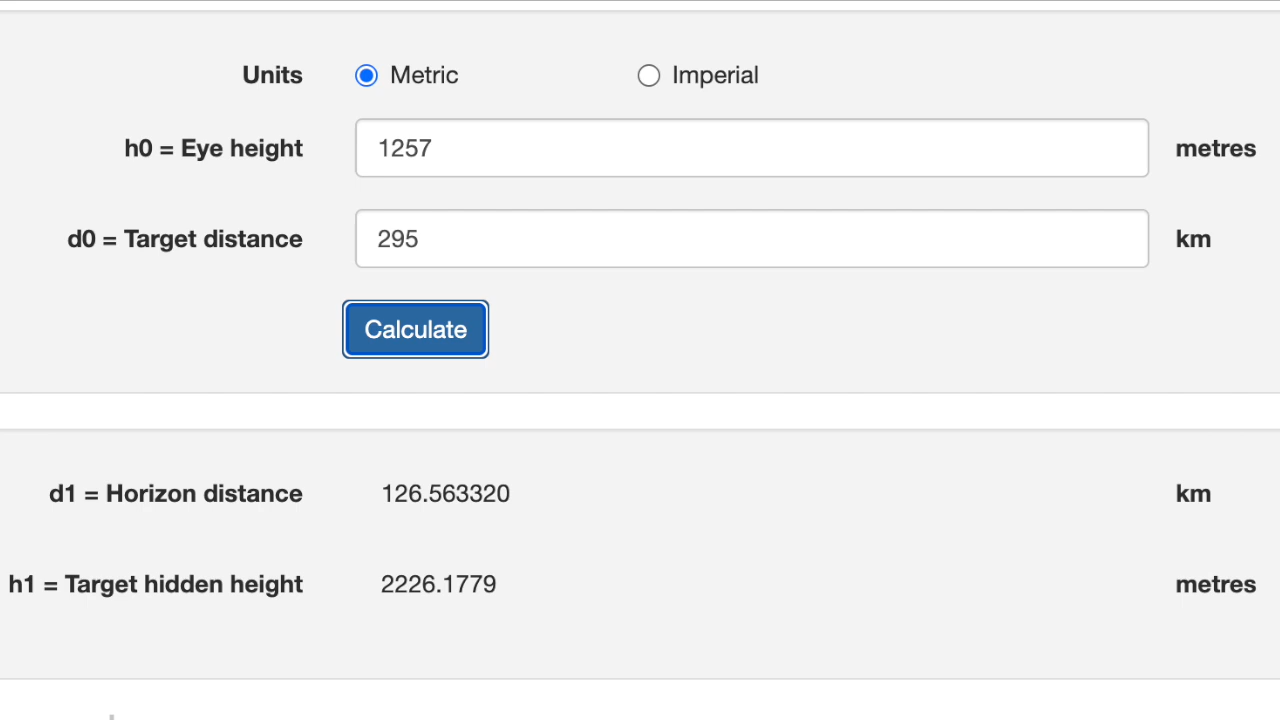 Units Metric Imperial
h0 = Eye height 1257 metres
d0 = Target distance 295 km
Calculate
d1 = Horizon distance 126.563320 km
h1 = Target hidden height 2226.1779 metres